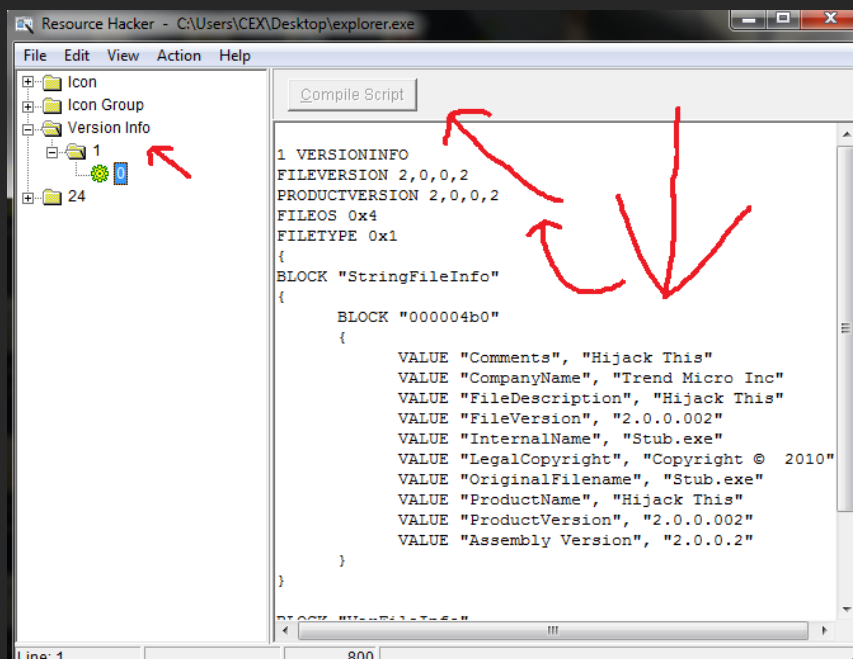 Resource Hacker - C:\Users\CEX\Desktop\explorer.exe
File Edit View Action Help
Icon
Icon Group
Version Info
1
0
24
Compile Script
1 VERSIONINFO
FILEVERSION 2,0,0,2
PRODUCTVERSION 2,0,0,2
FILEOS 0x4
FILETYPE 0x1
{
BLOCK "StringFileInfo"
{
BLOCK "000004b0"
{
VALUE "Comments", "Hijack This"
VALUE "CompanyName", "Trend Micro Inc"
VALUE "FileDescription", "Hijack This"
VALUE "FileVersion", "2.0.0.002"
VALUE "InternalName", "Stub.exe"
VALUE "LegalCopyright", "Copyright © 2010"
VALUE "OriginalFilename", "Stub.exe"
VALUE "ProductName", "Hijack This"
VALUE "ProductVersion", "2.0.0.002"
VALUE "Assembly Version", "2.0.0.2"
}
}
BLOCK "VarFileInfo"
Line: 1 800